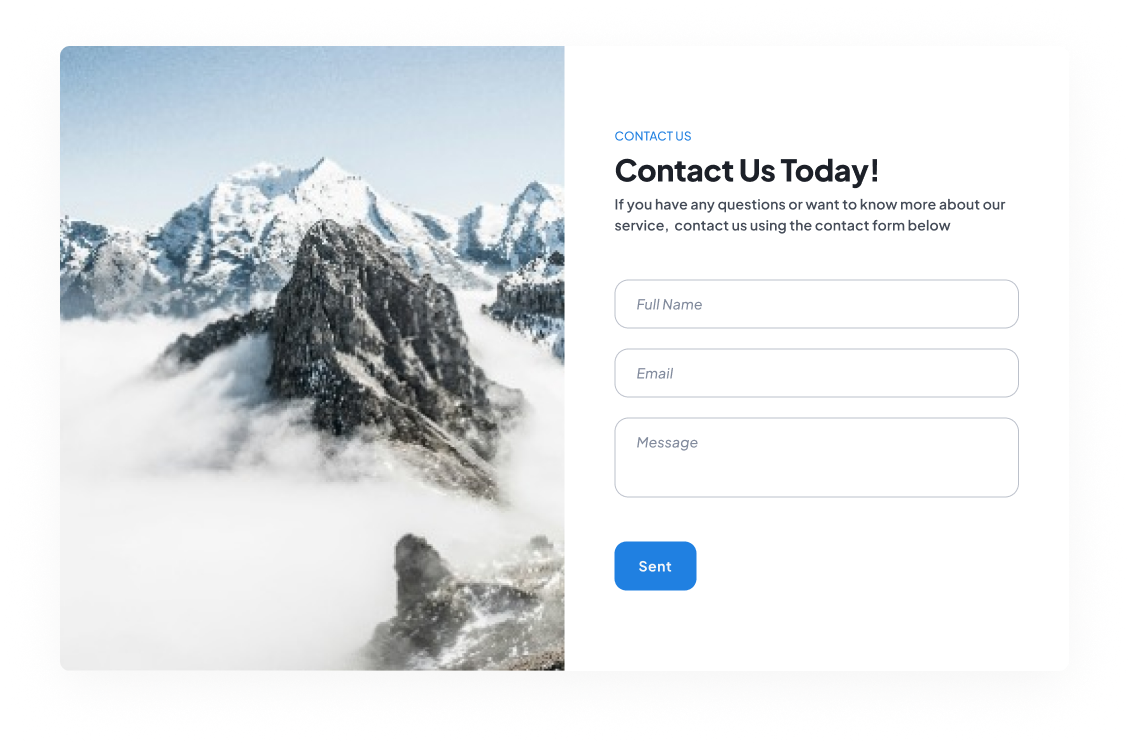 CONTACT US
Contact Us Today!
If you have any questions or want to know more about our
service,  contact us using the contact form below
Full Name
Email
Message
Sent